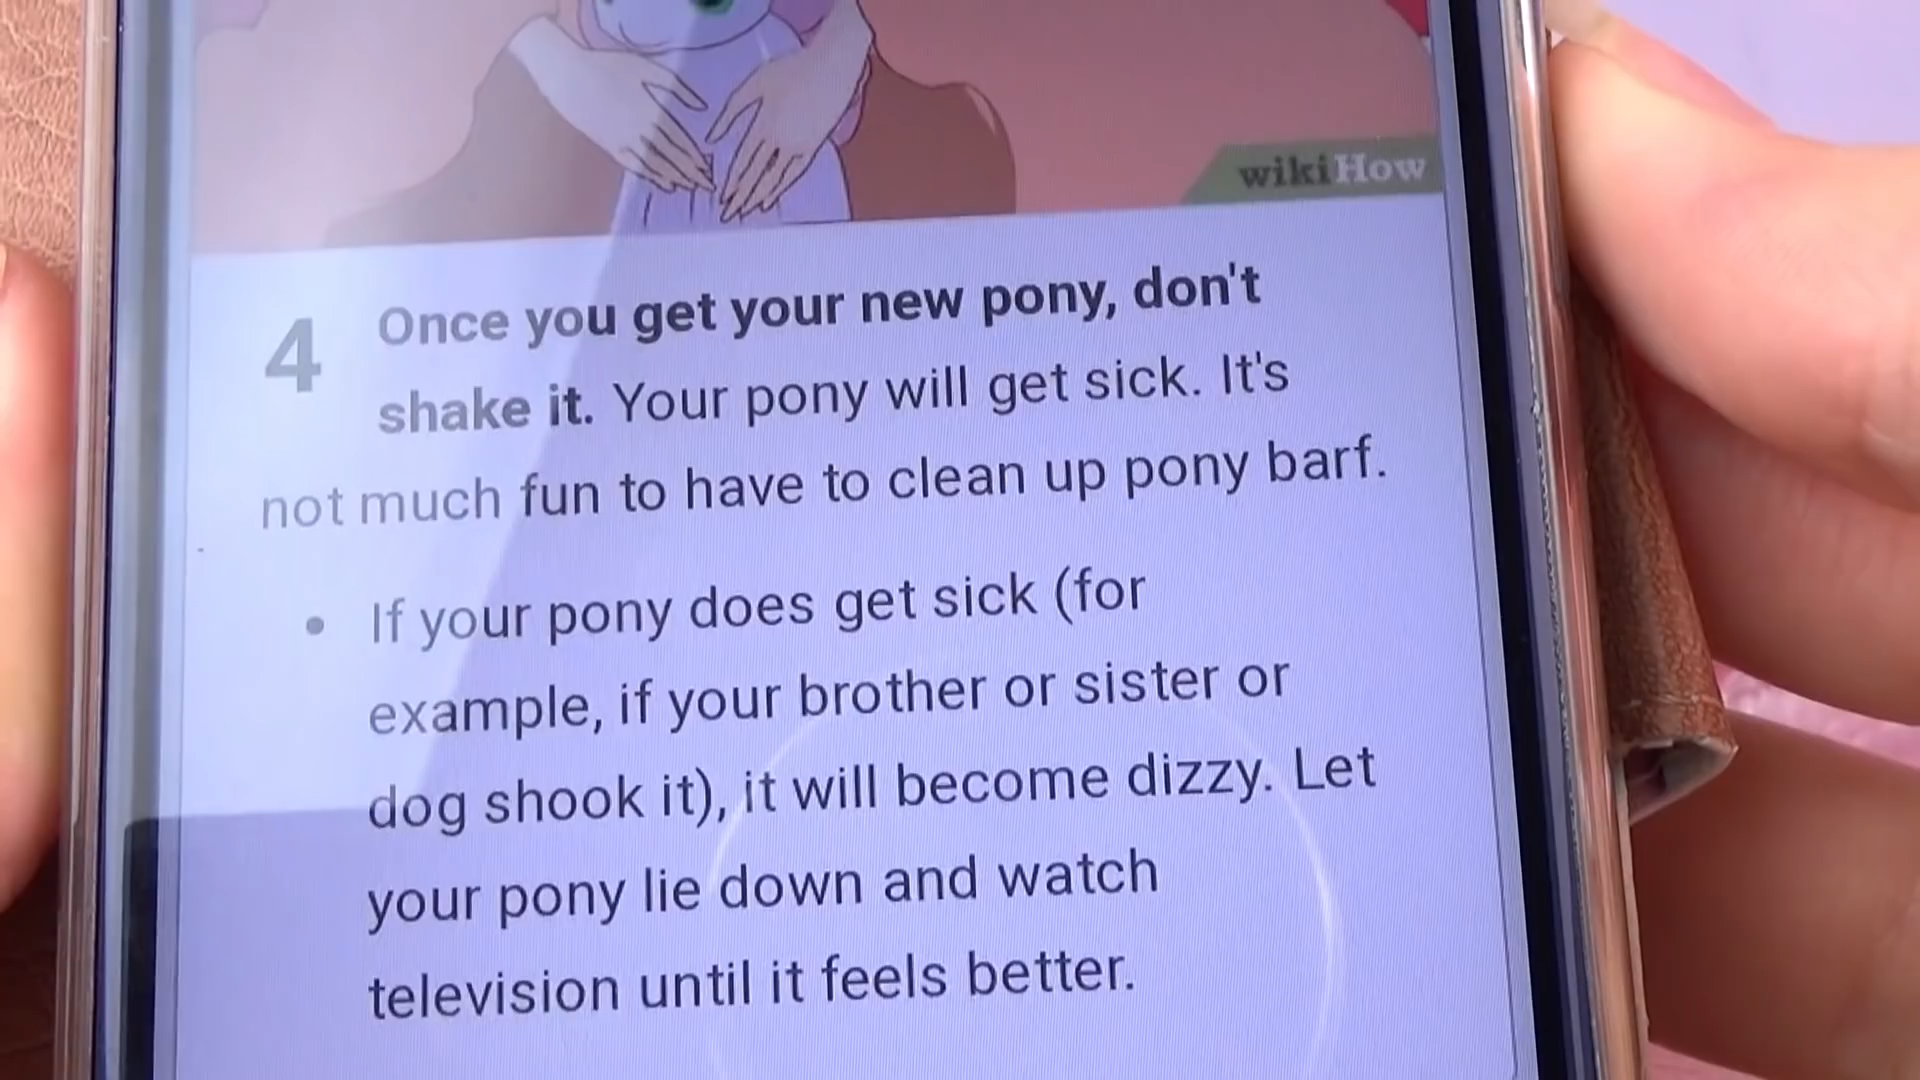 wikiHow
4
Once you get your new pony, don't
shake it. Your pony will get sick. It's
not much fun to have to clean up pony barf.
• If your pony does get sick (for
example, if your brother or sister or
dog shook it), it will become dizzy. Let
your pony lie down and watch
television until it feels better.